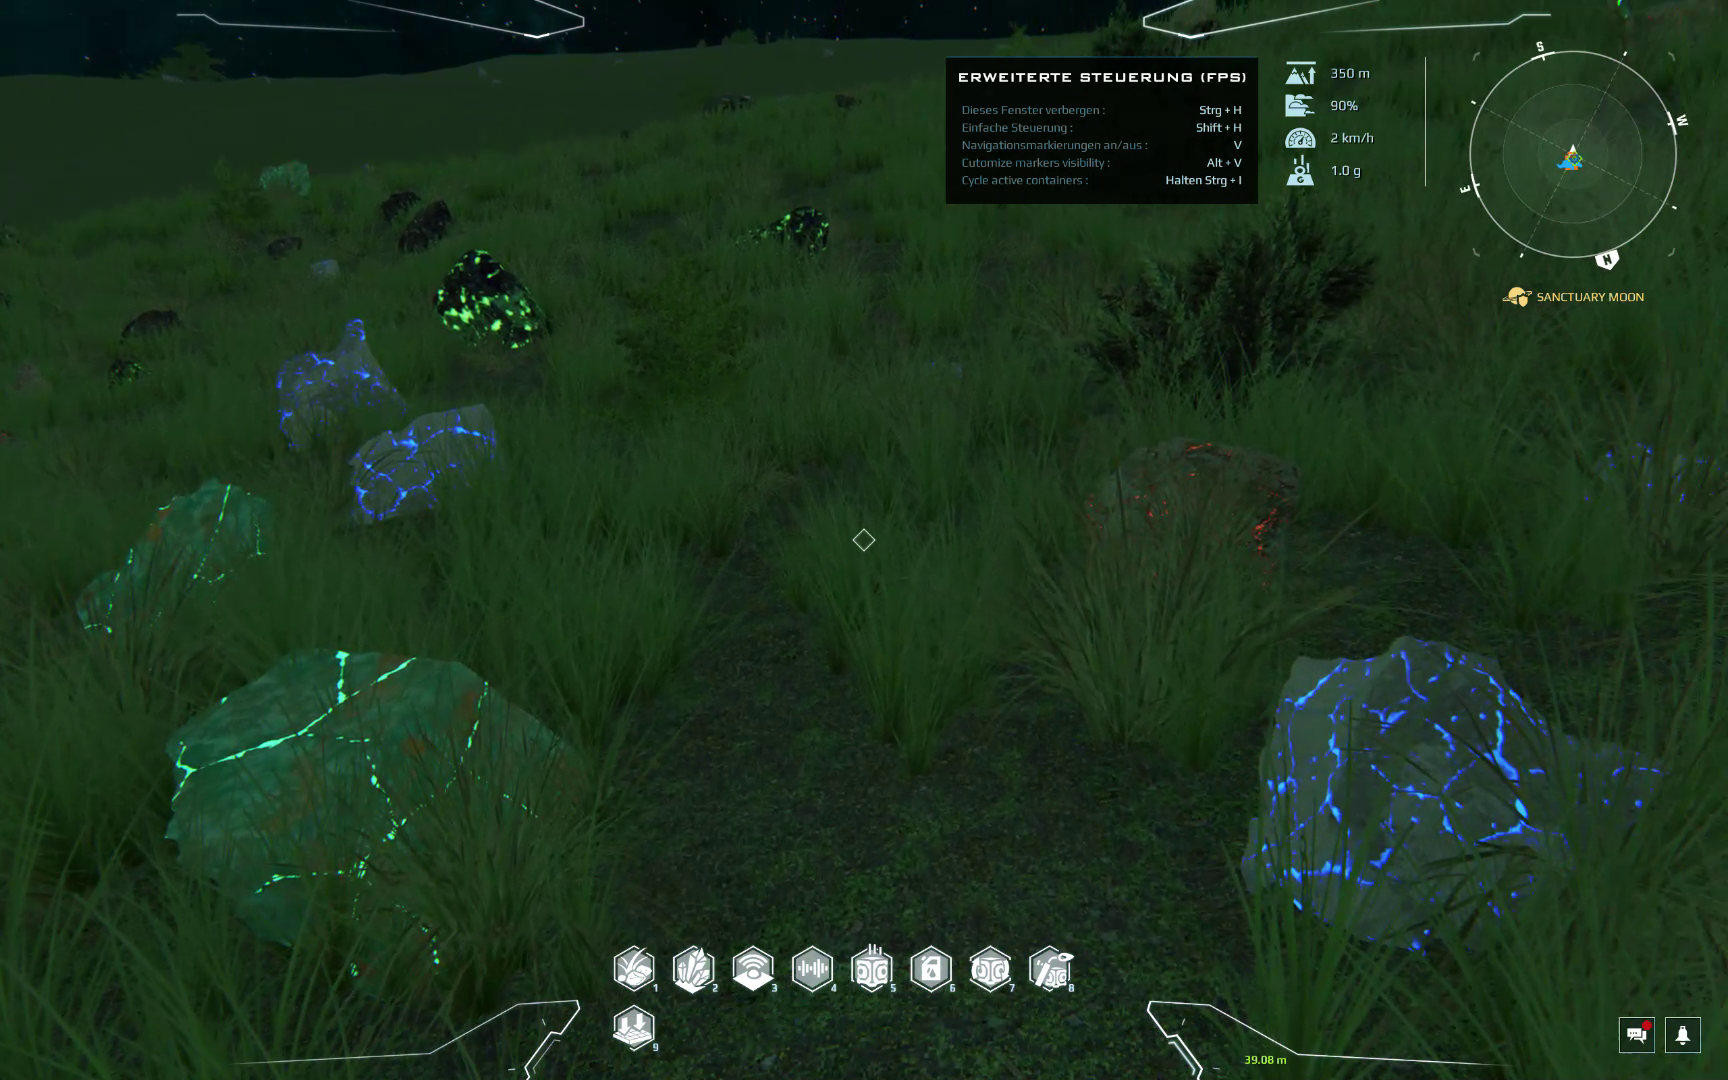 ERWEITERTE STEUERUNG (FPS)
Dieses Fenster verbergen : Strg + H
Einfache Steuerung : Shift + H
Navigationsmarkierungen an/aus : V
Cutomize markers visibility : Alt + V
Cycle active containers : Halten Strg + I
350 m
90%
2 km/h
1.0 g
G
S
W
E
N
SANCTUARY MOON
1
2
3
4
5
6
7
8
9
39.08 m